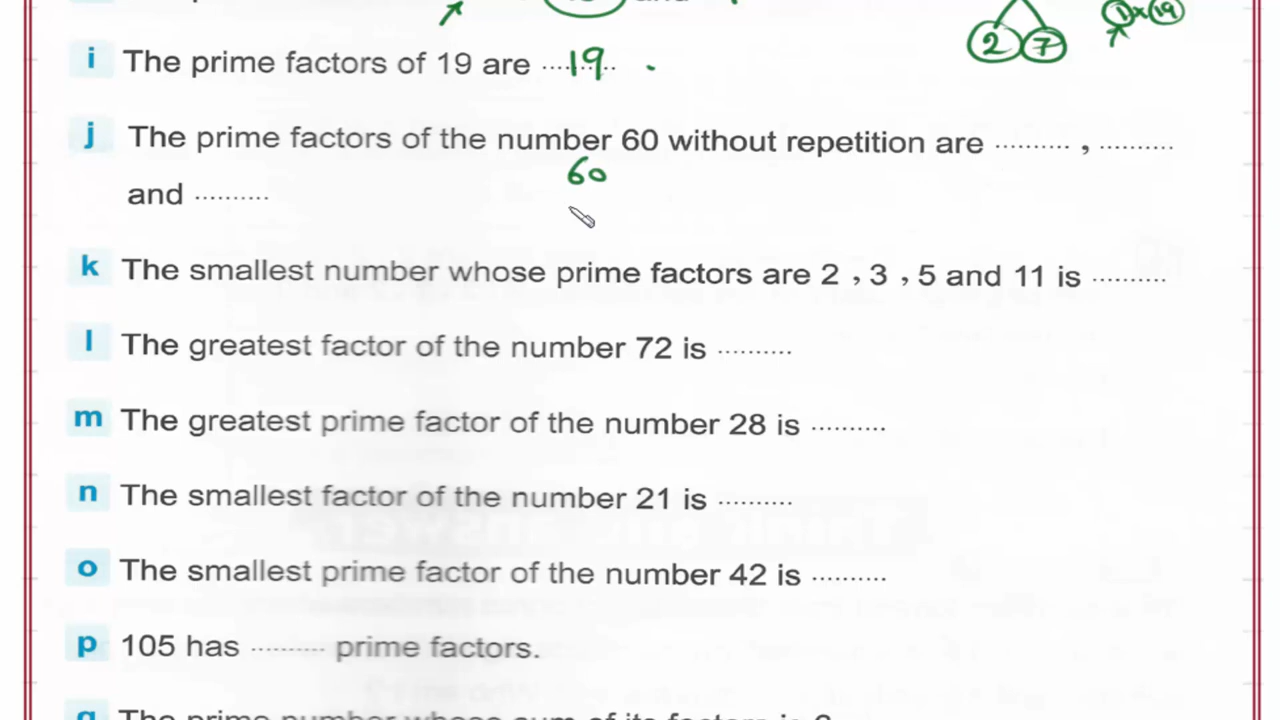 2 7 1 x 19
i The prime factors of 19 are ....19.... .
j The prime factors of the number 60 without repetition are .......... , ..........
60
and ..........
k The smallest number whose prime factors are 2 , 3 , 5 and 11 is ..........
l The greatest factor of the number 72 is ..........
m The greatest prime factor of the number 28 is ..........
n The smallest factor of the number 21 is ..........
o The smallest prime factor of the number 42 is ..........
p 105 has .......... prime factors.